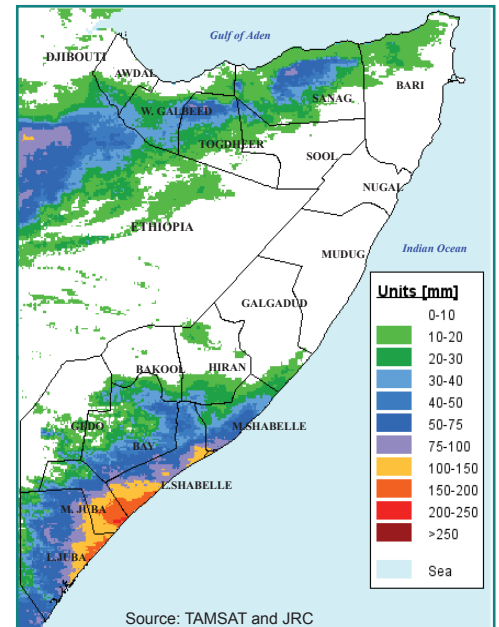 Gulf of Aden
DJIBOUTI
AWDAL
BARI
W. GALBEED
SANAG
TOGDHEER
SOOL
NUGAL
ETHIOPIA
Indian Ocean
MUDUG
GALGADUD
Units [mm]
0-10
10-20
20-30
30-40
40-50
50-75
75-100
100-150
150-200
200-250
>250
Sea
BAKOOL
HIRAN
GEDO
M.SHABELLE
BAY
L.SHABELLE
M. JUBA
L.JUBA
Source: TAMSAT and JRC